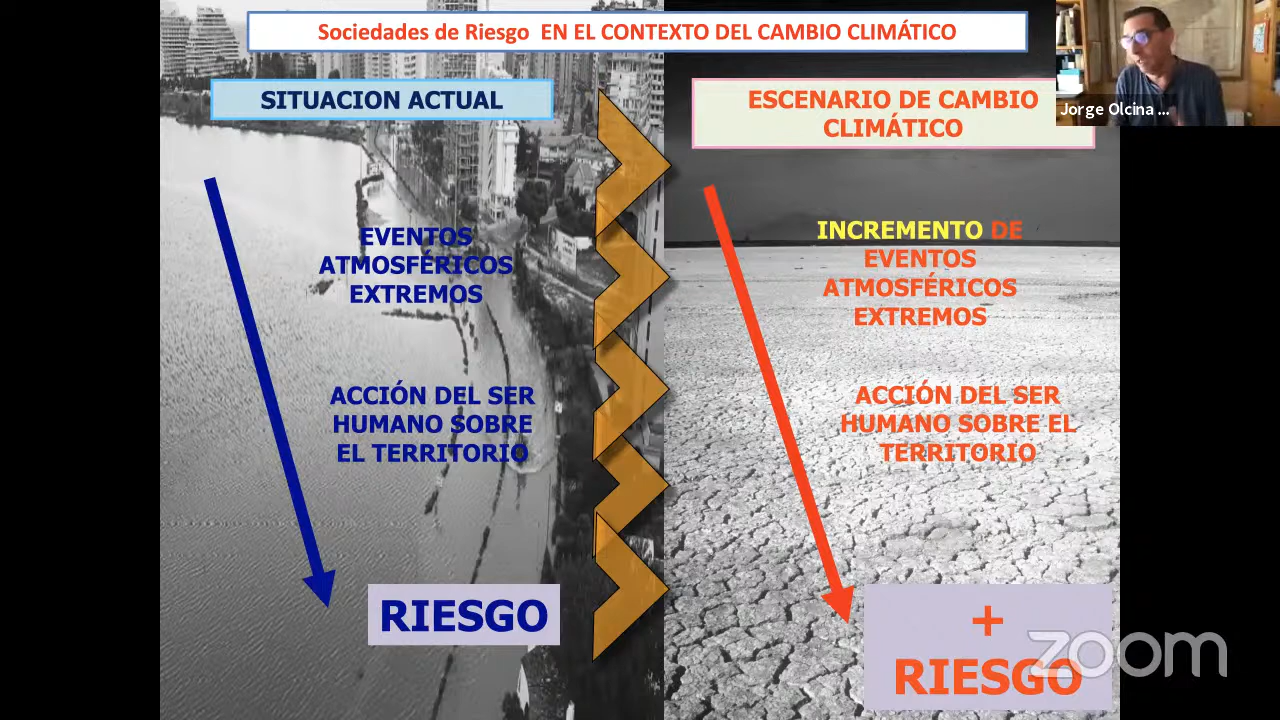 Sociedades de Riesgo EN EL CONTEXTO DEL CAMBIO CLIMÁTICO
SITUACION ACTUAL
EVENTOS
ATMOSFÉRICOS
EXTREMOS
ACCIÓN DEL SER
HUMANO SOBRE
EL TERRITORIO
RIESGO
ESCENARIO DE CAMBIO
CLIMÁTICO
INCREMENTO DE
EVENTOS
ATMOSFÉRICOS
EXTREMOS
ACCIÓN DEL SER
HUMANO SOBRE EL
TERRITORIO
+
RIESGO
Jorge Olcina ...
zoom